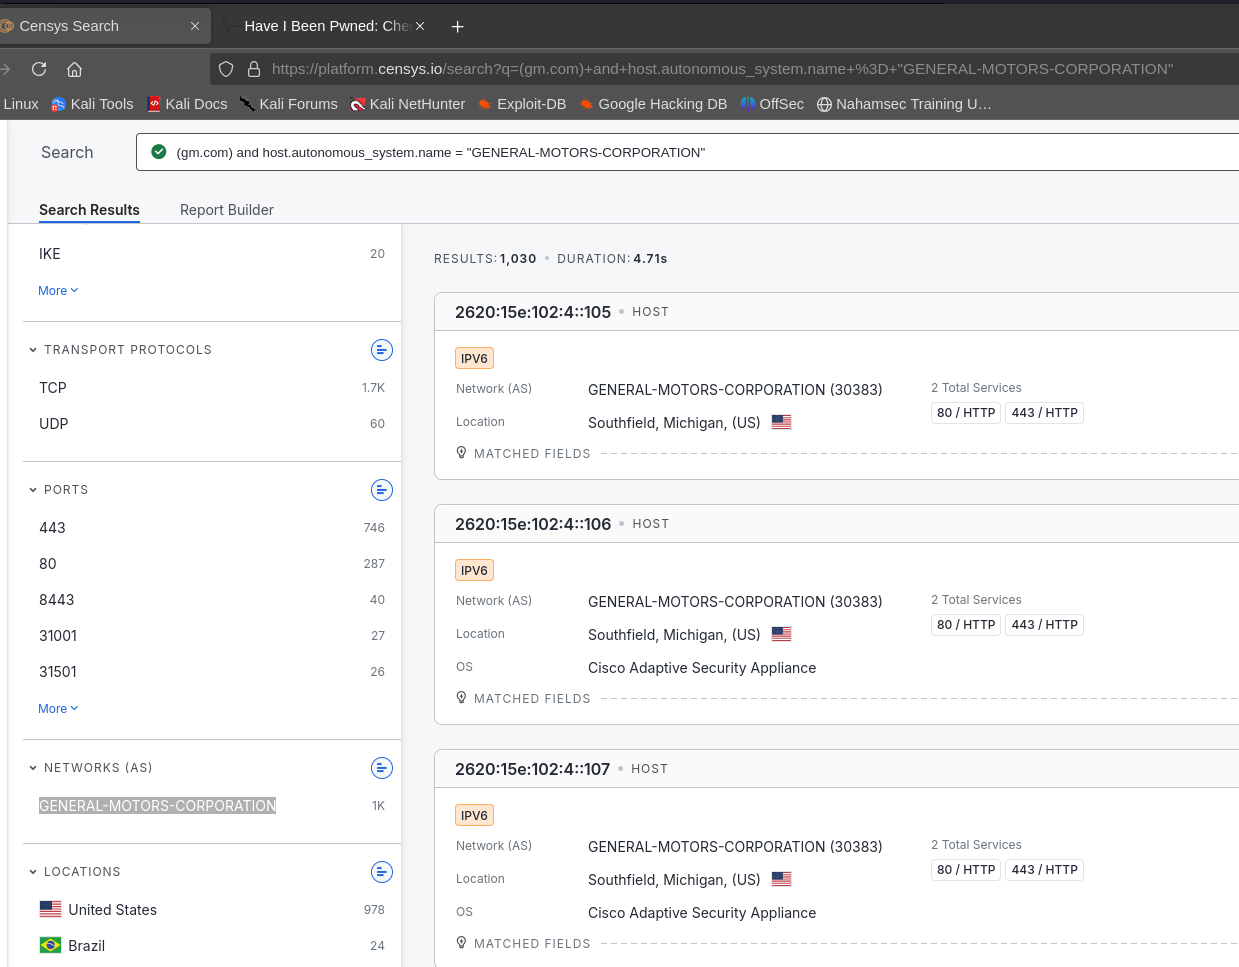 Censys Search
Have I Been Pwned: Che
https://platform.censys.io/search?q=(gm.com)+and+host.autonomous_system.name+%3D+"GENERAL-MOTORS-CORPORATION"
Linux Kali Tools Kali Docs Kali Forums Kali NetHunter Exploit-DB Google Hacking DB OffSec Nahamsec Training U…
Search
(gm.com) and host.autonomous_system.name = "GENERAL-MOTORS-CORPORATION"
Search Results Report Builder
IKE 20
More
TRANSPORT PROTOCOLS
TCP 1.7K
UDP 60
PORTS
443 746
80 287
8443 40
31001 27
31501 26
More
NETWORKS (AS)
GENERAL-MOTORS-CORPORATION 1K
LOCATIONS
United States 978
Brazil 24
RESULTS: 1,030 • DURATION: 4.71s
2620:15e:102:4::105 • HOST
IPV6
Network (AS) GENERAL-MOTORS-CORPORATION (30383)
Location Southfield, Michigan, (US)
2 Total Services
80 / HTTP 443 / HTTP
MATCHED FIELDS
2620:15e:102:4::106 • HOST
IPV6
Network (AS) GENERAL-MOTORS-CORPORATION (30383)
Location Southfield, Michigan, (US)
OS Cisco Adaptive Security Appliance
2 Total Services
80 / HTTP 443 / HTTP
MATCHED FIELDS
2620:15e:102:4::107 • HOST
IPV6
Network (AS) GENERAL-MOTORS-CORPORATION (30383)
Location Southfield, Michigan, (US)
OS Cisco Adaptive Security Appliance
2 Total Services
80 / HTTP 443 / HTTP
MATCHED FIELDS